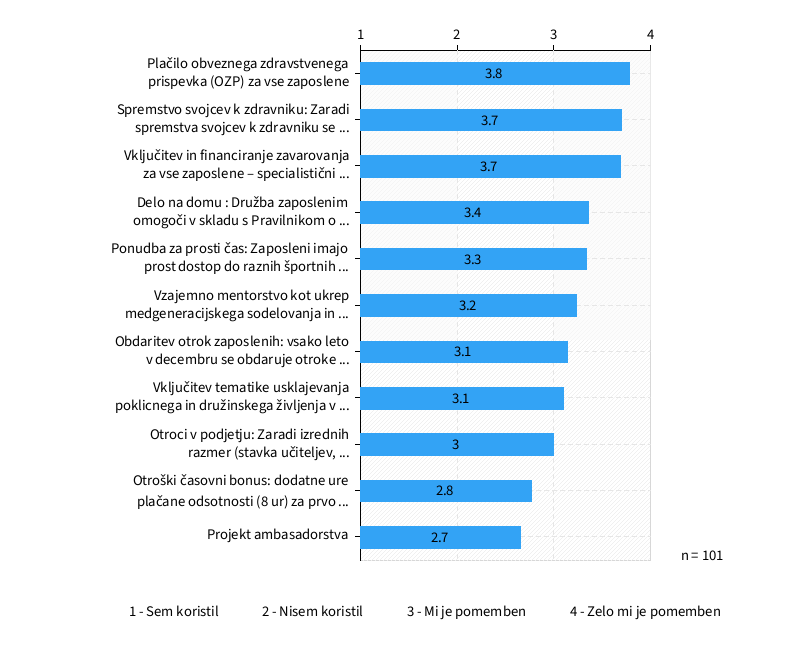 1 2 3 4
Plačilo obveznega zdravstvenega
prispevka (OZP) za vse zaposlene
3.8
Spremstvo svojcev k zdravniku: Zaradi
spremstva svojcev k zdravniku se ...
3.7
Vključitev in financiranje zavarovanja
za vse zaposlene – specialistični ...
3.7
Delo na domu : Družba zaposlenim
omogoči v skladu s Pravilnikom o ...
3.4
Ponudba za prosti čas: Zaposleni imajo
prost dostop do raznih športnih ...
3.3
Vzajemno mentorstvo kot ukrep
medgeneracijskega sodelovanja in ...
3.2
Obdaritev otrok zaposlenih: vsako leto
v decembru se obdaruje otroke ...
3.1
Vključitev tematike usklajevanja
poklicnega in družinskega življenja v ...
3.1
Otroci v podjetju: Zaradi izrednih
razmer (stavka učiteljev, ...
3
Otroški časovni bonus: dodatne ure
plačane odsotnosti (8 ur) za prvo ...
2.8
Projekt ambasadorstva
2.7
n = 101
1 - Sem koristil 2 - Nisem koristil 3 - Mi je pomemben 4 - Zelo mi je pomemben